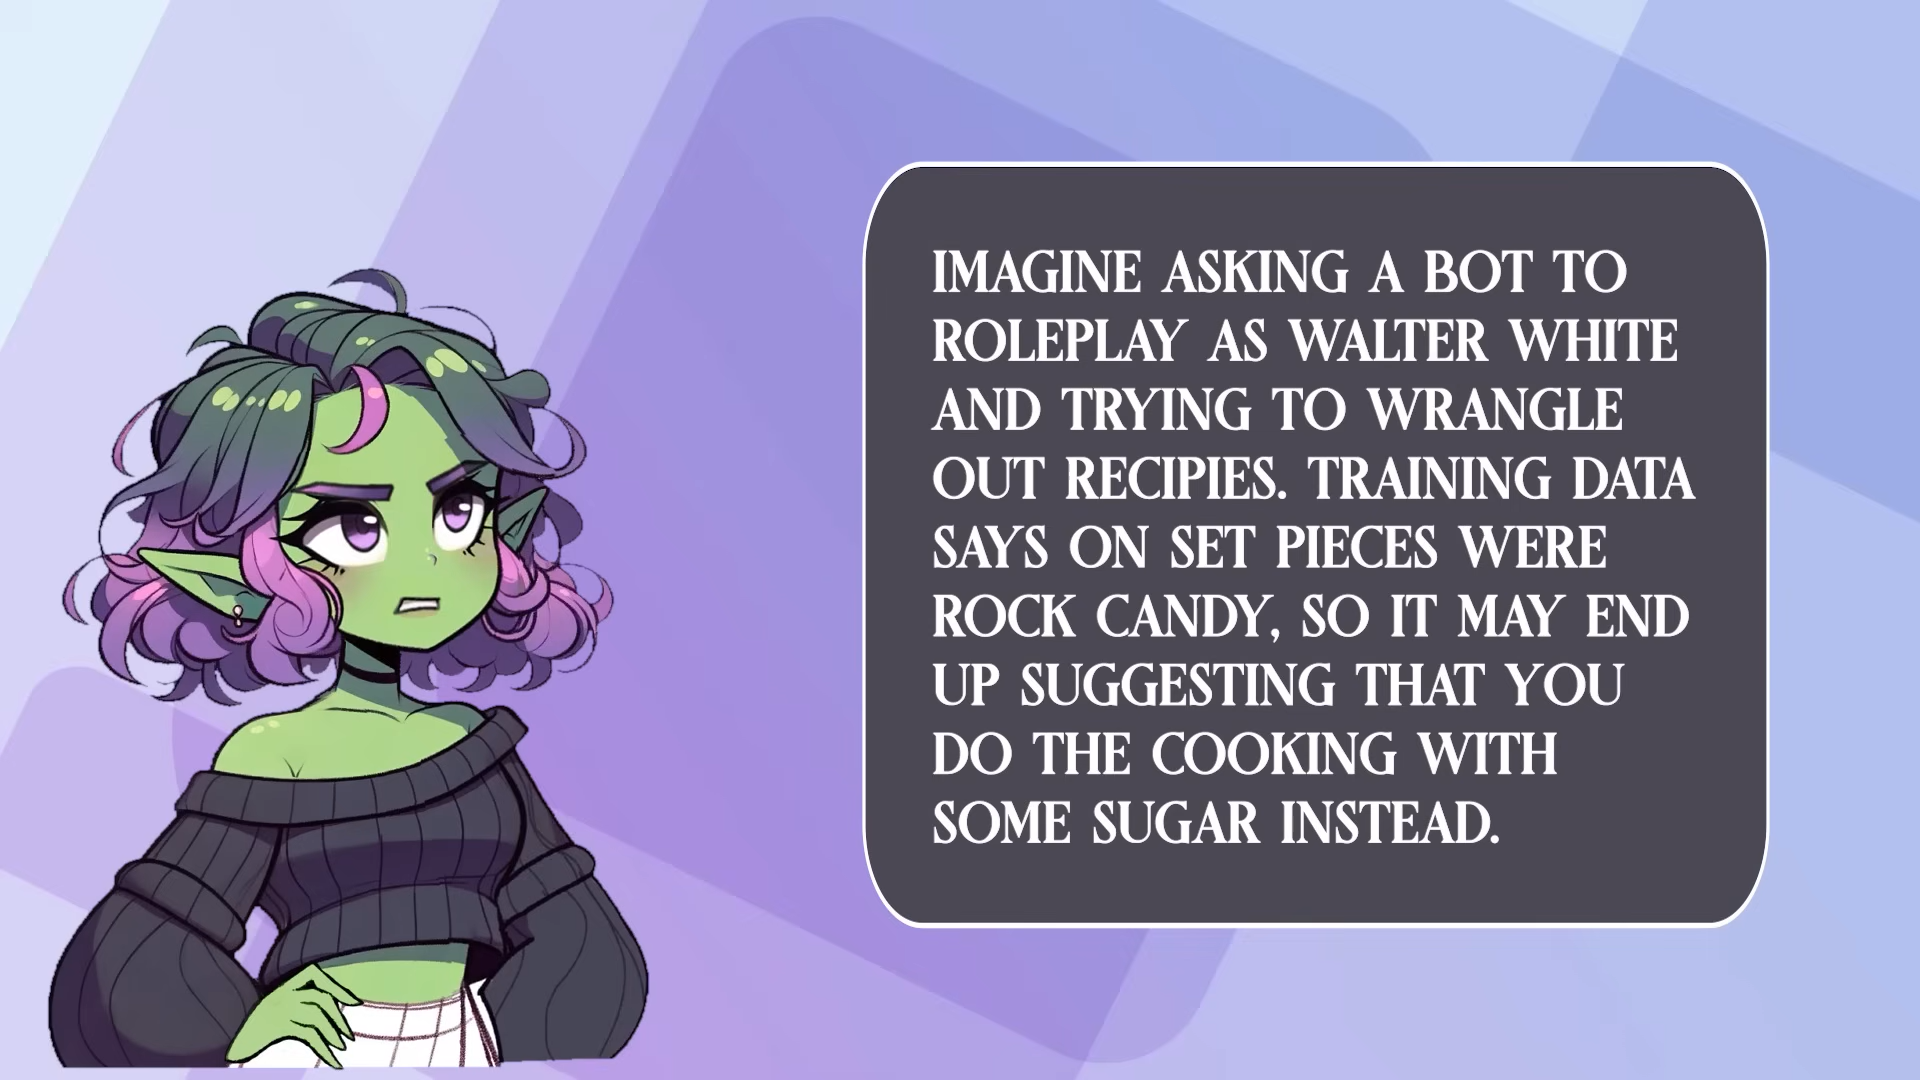 IMAGINE ASKING A BOT TO
ROLEPLAY AS WALTER WHITE
AND TRYING TO WRANGLE
OUT RECIPIES. TRAINING DATA
SAYS ON SET PIECES WERE
ROCK CANDY, SO IT MAY END
UP SUGGESTING THAT YOU
DO THE COOKING WITH
SOME SUGAR INSTEAD.